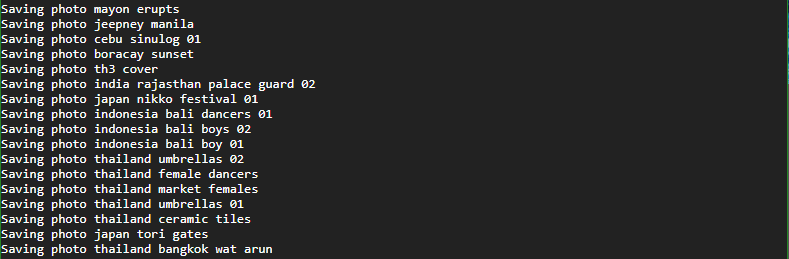 Saving photo mayon erupts
Saving photo jeepney manila
Saving photo cebu sinulog 01
Saving photo boracay sunset
Saving photo th3 cover
Saving photo india rajasthan palace guard 02
Saving photo japan nikko festival 01
Saving photo indonesia bali dancers 01
Saving photo indonesia bali boys 02
Saving photo indonesia bali boy 01
Saving photo thailand umbrellas 02
Saving photo thailand female dancers
Saving photo thailand market females
Saving photo thailand umbrellas 01
Saving photo thailand ceramic tiles
Saving photo japan tori gates
Saving photo thailand bangkok wat arun